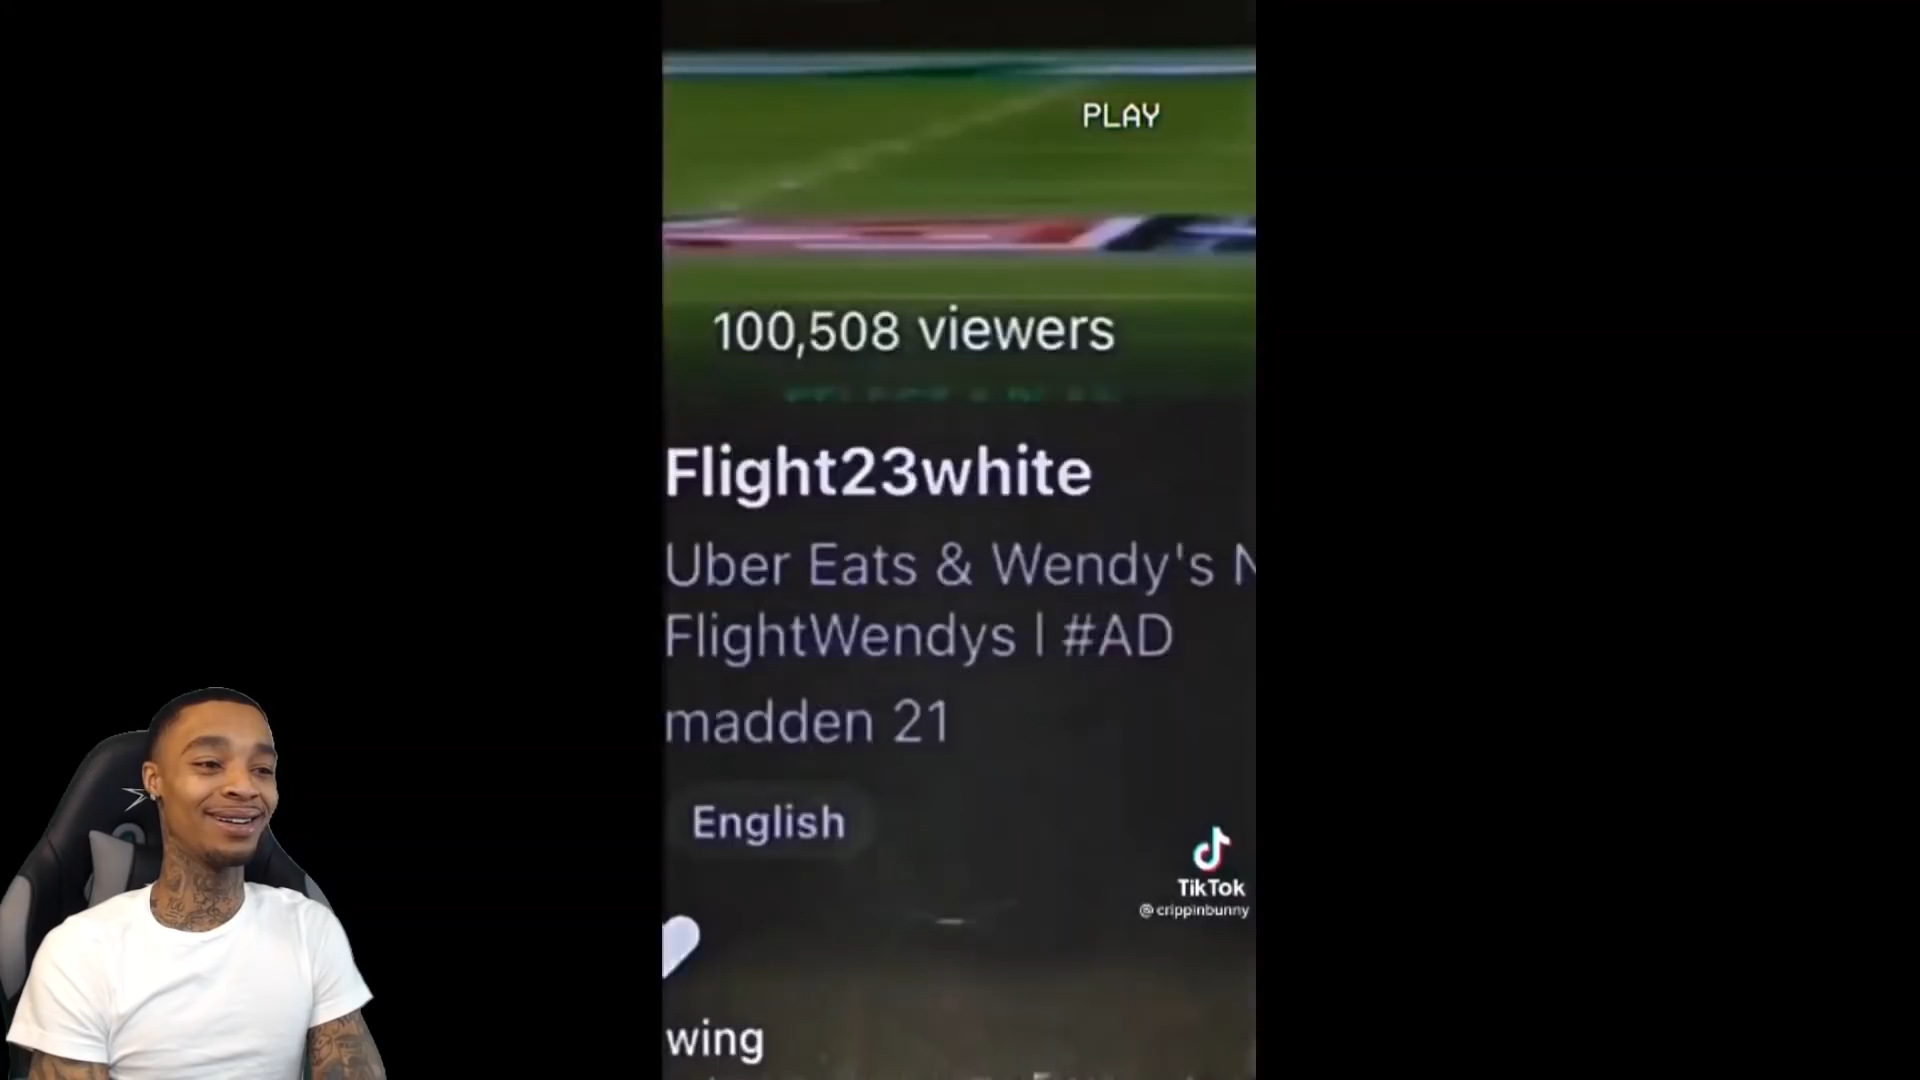 PLAY
100,508 viewers
Flight23white
Uber Eats & Wendy's N
FlightWendys | #AD
madden 21
English
TikTok
@crippinbunny
wing